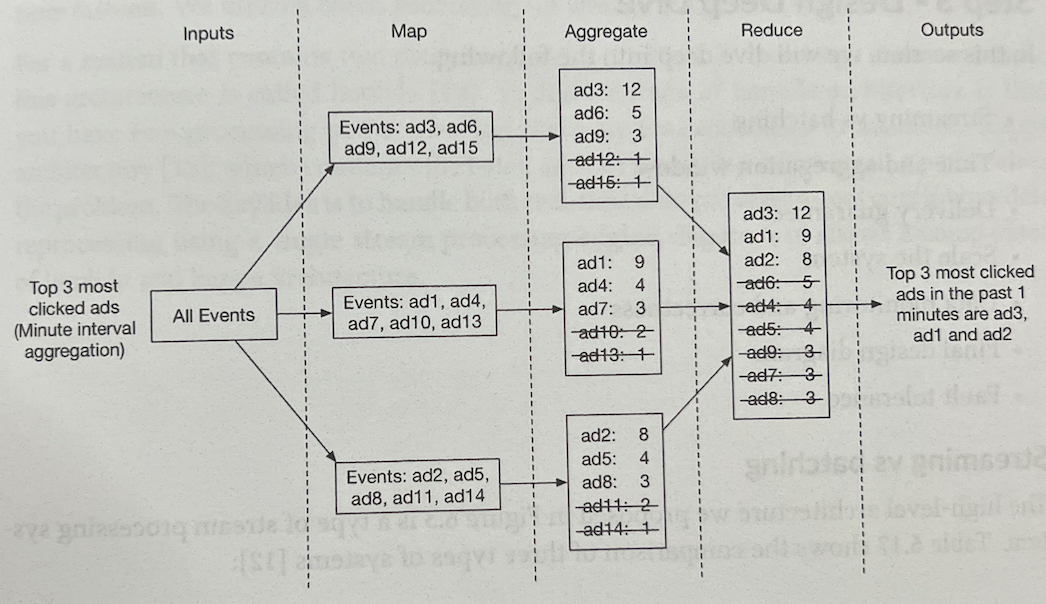 Inputs
Map
Aggregate
Reduce
Outputs
Top 3 most
clicked ads
(Minute interval
aggregation)
All Events
Events: ad3, ad6,
ad9, ad12, ad15
Events: ad1, ad4,
ad7, ad10, ad13
Events: ad2, ad5,
ad8, ad11, ad14
ad3: 12
ad6: 5
ad9: 3
ad12: 1
ad15: 1
ad1: 9
ad4: 4
ad7: 3
ad10: 2
ad13: 1
ad2: 8
ad5: 4
ad8: 3
ad11: 2
ad14: 1
ad3: 12
ad1: 9
ad2: 8
ad6: 5
ad4: 4
ad5: 4
ad9: 3
ad7: 3
ad8: 3
Top 3 most clicked
ads in the past 1
minutes are ad3,
ad1 and ad2